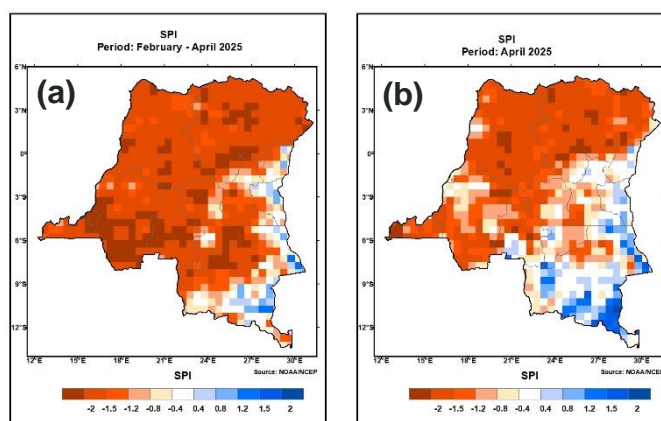 SPI
Period: February - April 2025
(a)
6°N
3°N
0°
3°S
6°S
9°S
12°S
12°E
15°E
18°E
21°E
24°E
27°E
30°E
Source: NOAA/NCEP
SPI
-2 -1.5 -1.2 -0.8 -0.4 0.4 0.8 1.2 1.5 2
SPI
Period: April 2025
(b)
6°N
3°N
0°
3°S
6°S
9°S
12°S
12°E
15°E
18°E
21°E
24°E
27°E
30°E
Source: NOAA/NCEP
SPI
-2 -1.5 -1.2 -0.8 -0.4 0.4 0.8 1.2 1.5 2